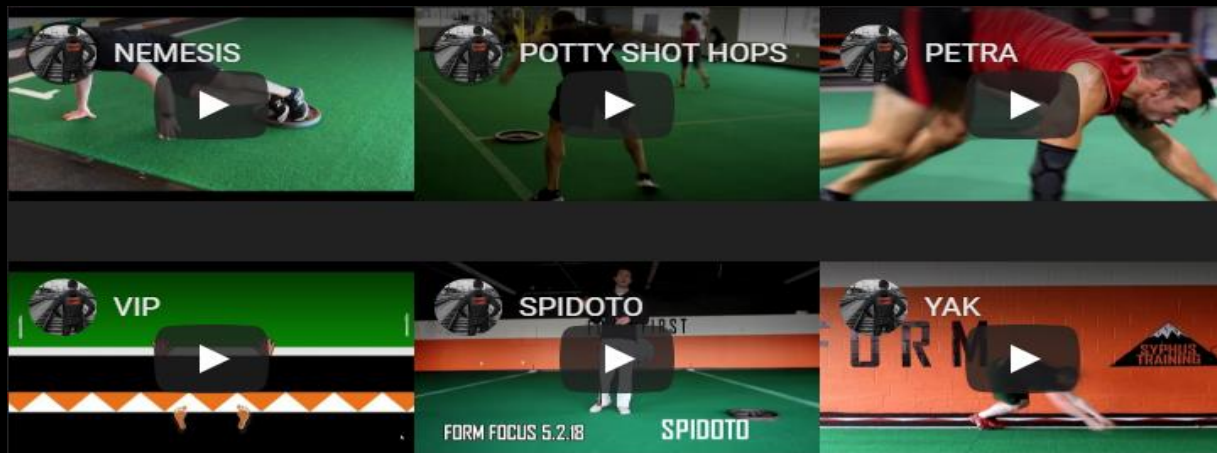 NEMESIS
POTTY SHOT HOPS
PETRA
VIP
SPIDOTO
FORM FOCUS 5.2.18
SPIDOTO
YAK
FORM
SYPHUS
TRAINING